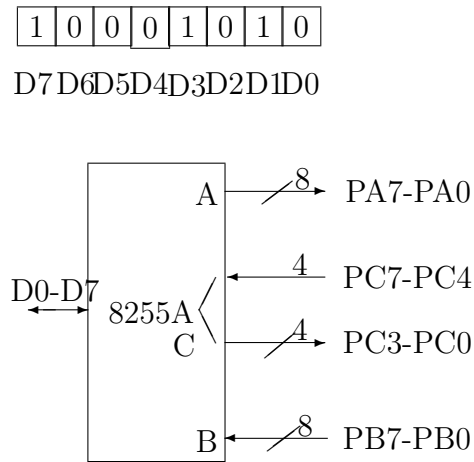 1 0 0 0 1 0 1 0
D7 D6 D5 D4 D3 D2 D1 D0
A 8 PA7-PA0
4 PC7-PC4
D0-D7
8255A
C 4 PC3-PC0
B 8 PB7-PB0